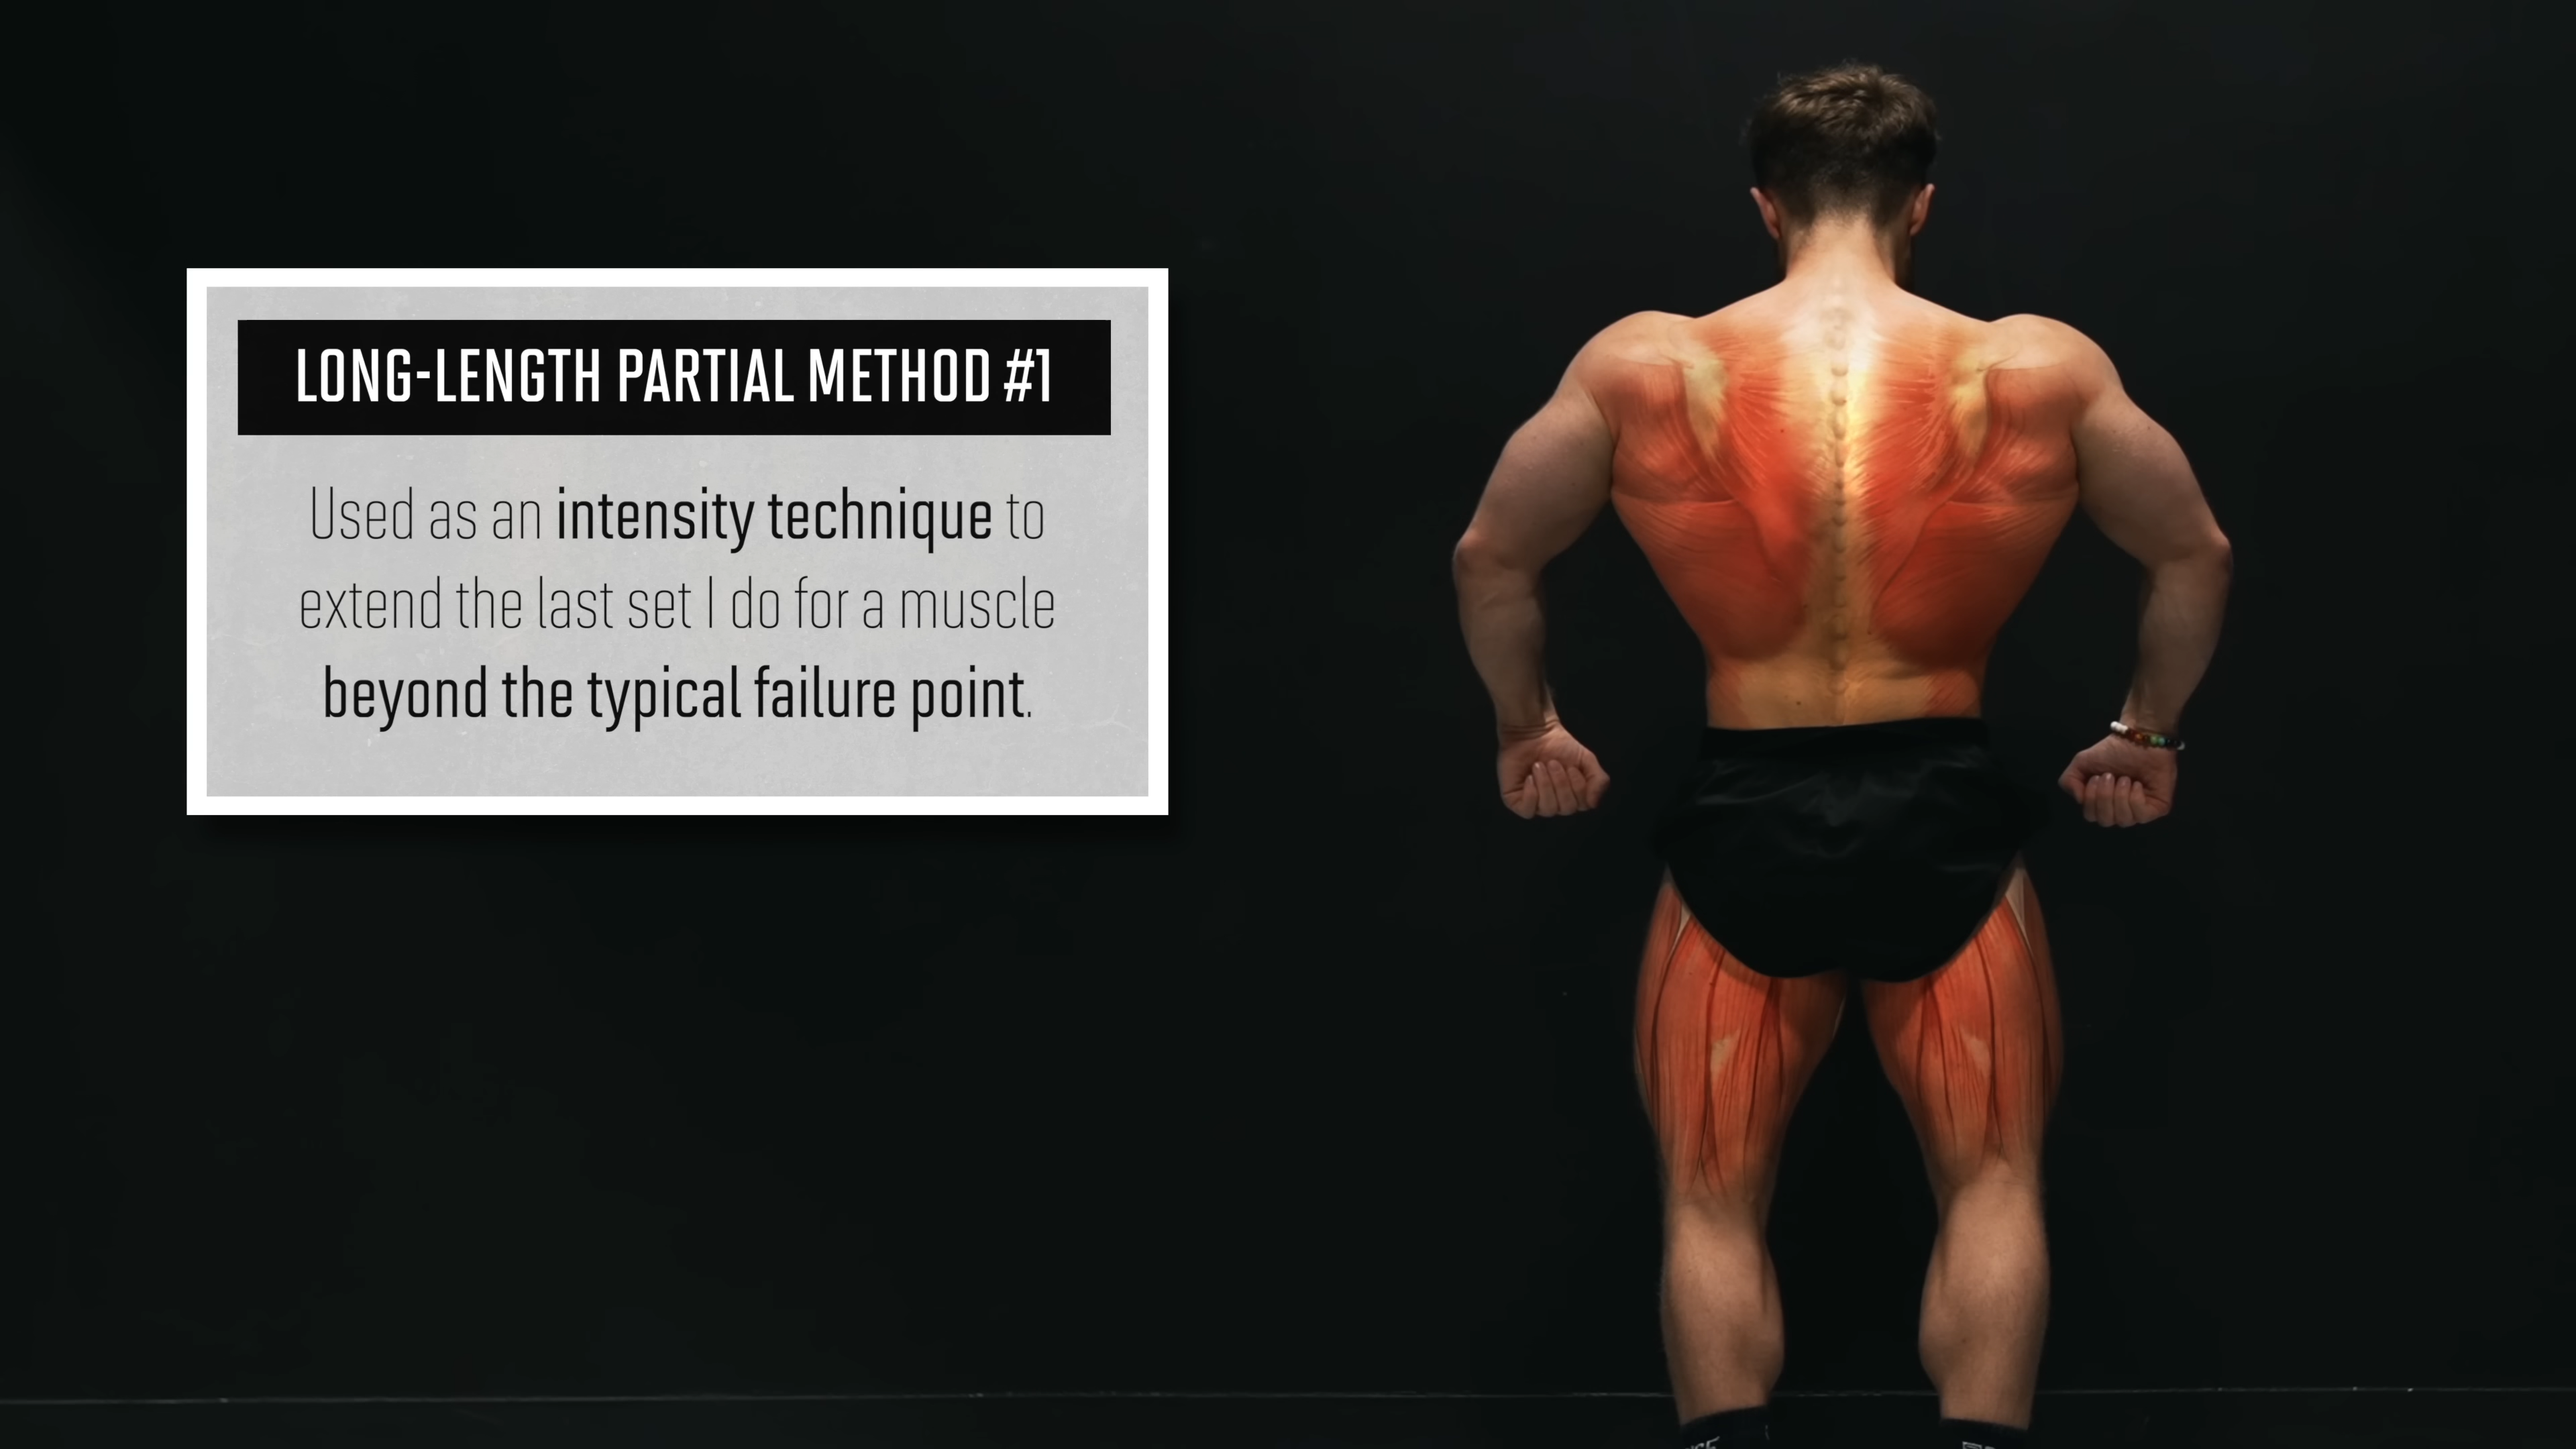 LONG-LENGTH PARTIAL METHOD #1
Used as an intensity technique to
extend the last set I do for a muscle
beyond the typical failure point.